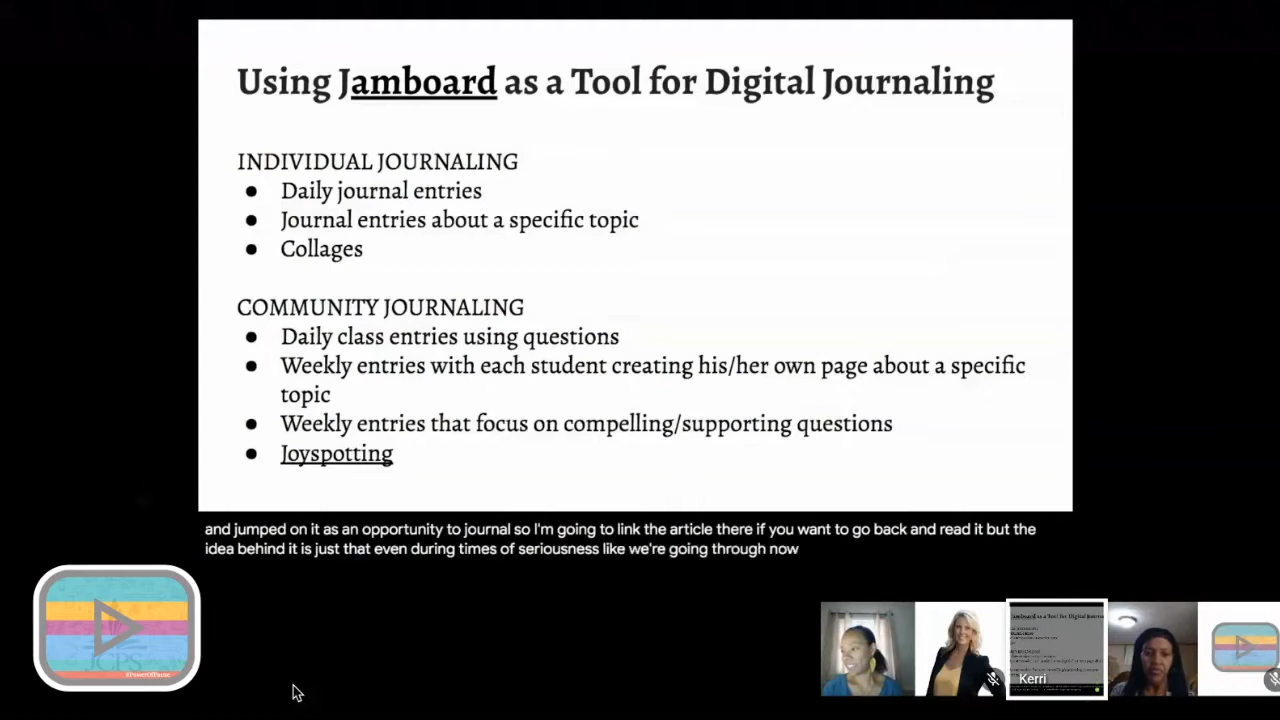 Using Jamboard as a Tool for Digital Journaling
INDIVIDUAL JOURNALING
● Daily journal entries
● Journal entries about a specific topic
● Collages
COMMUNITY JOURNALING
● Daily class entries using questions
● Weekly entries with each student creating his/her own page about a specific
topic
● Weekly entries that focus on compelling/supporting questions
● Joyspotting
and jumped on it as an opportunity to journal so I'm going to link the article there if you want to go back and read it but the
idea behind it is just that even during times of seriousness like we're going through now
JCPS
Kerri